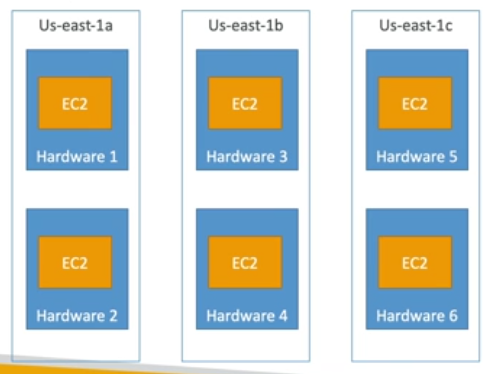 Us-east-1a
EC2
Hardware 1
EC2
Hardware 2
Us-east-1b
EC2
Hardware 3
EC2
Hardware 4
Us-east-1c
EC2
Hardware 5
EC2
Hardware 6